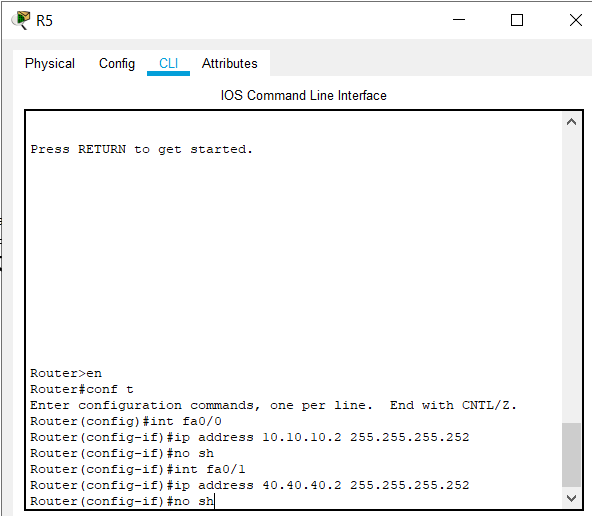 R5
Physical Config CLI Attributes
IOS Command Line Interface
Press RETURN to get started.
Router>en
Router#conf t
Enter configuration commands, one per line.  End with CNTL/Z.
Router(config)#int fa0/0
Router(config-if)#ip address 10.10.10.2 255.255.255.252
Router(config-if)#no sh
Router(config-if)#int fa0/1
Router(config-if)#ip address 40.40.40.2 255.255.255.252
Router(config-if)#no sh